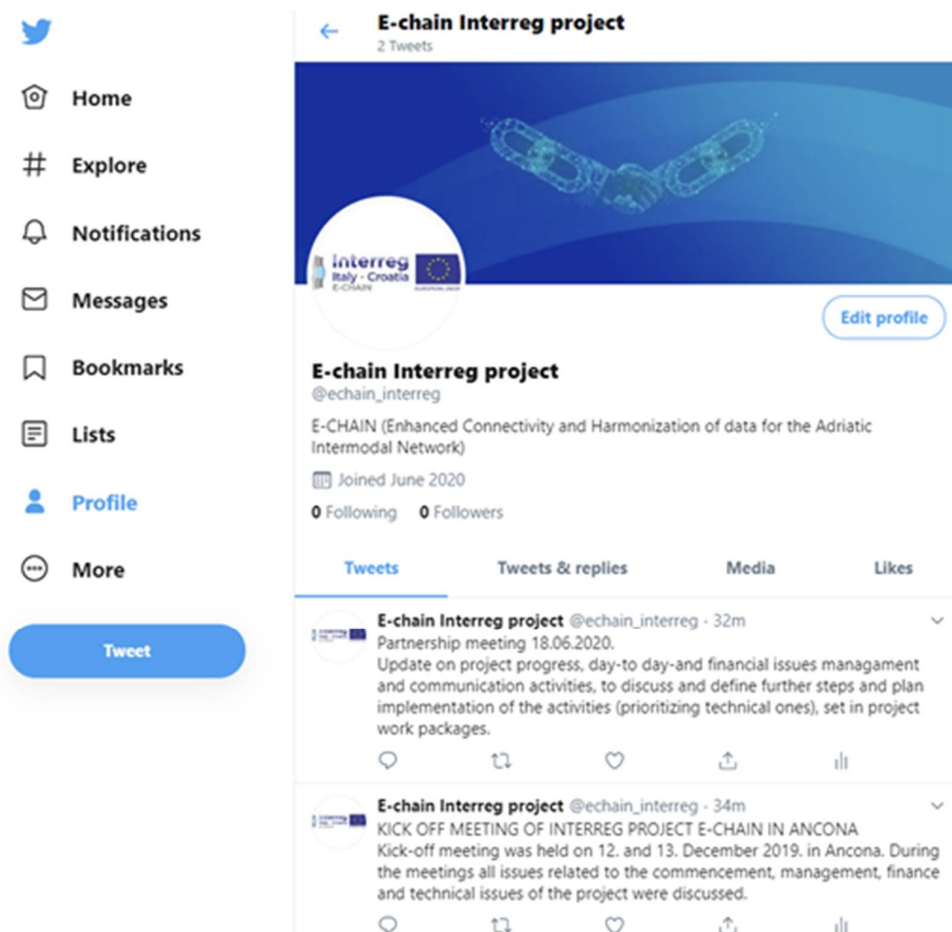 E-chain Interreg project
2 Tweets
Home
Explore
Notifications
Messages
Bookmarks
Lists
Profile
More
Tweet
Interreg
Italy - Croatia
E-CHAIN
EUROPEAN UNION
Edit profile
E-chain Interreg project
@echain_interreg
E-CHAIN (Enhanced Connectivity and Harmonization of data for the Adriatic
Intermodal Network)
Joined June 2020
0 Following 0 Followers
Tweets Tweets & replies Media Likes
E-chain Interreg project @echain_interreg · 32m
Partnership meeting 18.06.2020.
Update on project progress, day-to day-and financial issues managament
and communication activities, to discuss and define further steps and plan
implementation of the activities (prioritizing technical ones), set in project
work packages.
E-chain Interreg project @echain_interreg · 34m
KICK OFF MEETING OF INTERREG PROJECT E-CHAIN IN ANCONA
Kick-off meeting was held on 12. and 13. December 2019. in Ancona. During
the meetings all issues related to the commencement, management, finance
and technical issues of the project were discussed.